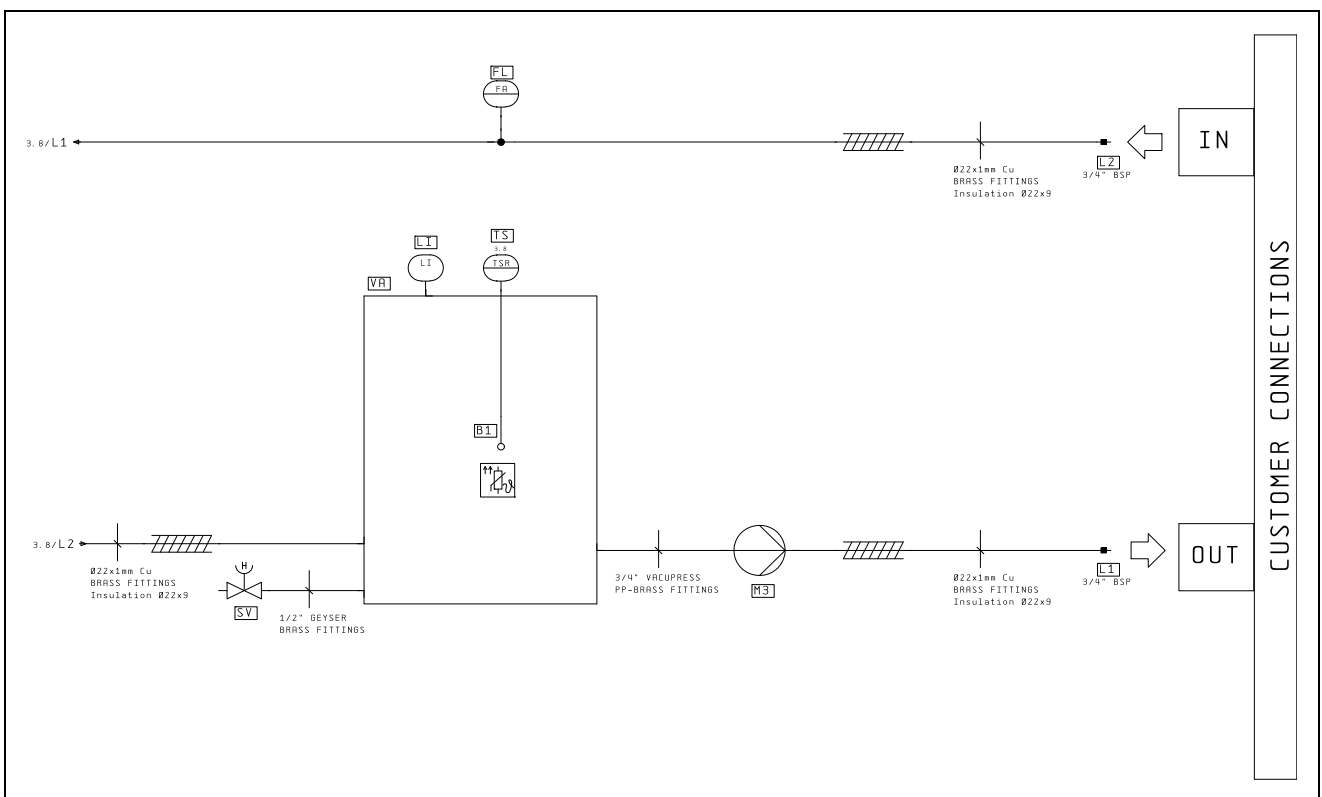 FL
FA
3.8/L1
IN
L2
3/4" BSP
Ø22x1mm Cu
BRASS FITTINGS
Insulation Ø22x9
LI
LI
TS
3.8
TSR
VA
B1
CUSTOMER CONNECTIONS
3.8/L2
Ø22x1mm Cu
BRASS FITTINGS
Insulation Ø22x9
H
SV
1/2" GEYSER
BRASS FITTINGS
3/4" VACUPRESS
PP-BRASS FITTINGS
M3
Ø22x1mm Cu
BRASS FITTINGS
Insulation Ø22x9
L1
3/4" BSP
OUT